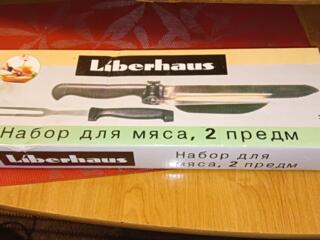 Liberhaus
Набор для мяса, 2 предм
Liberhaus
Набор для
мяса, 2 предм